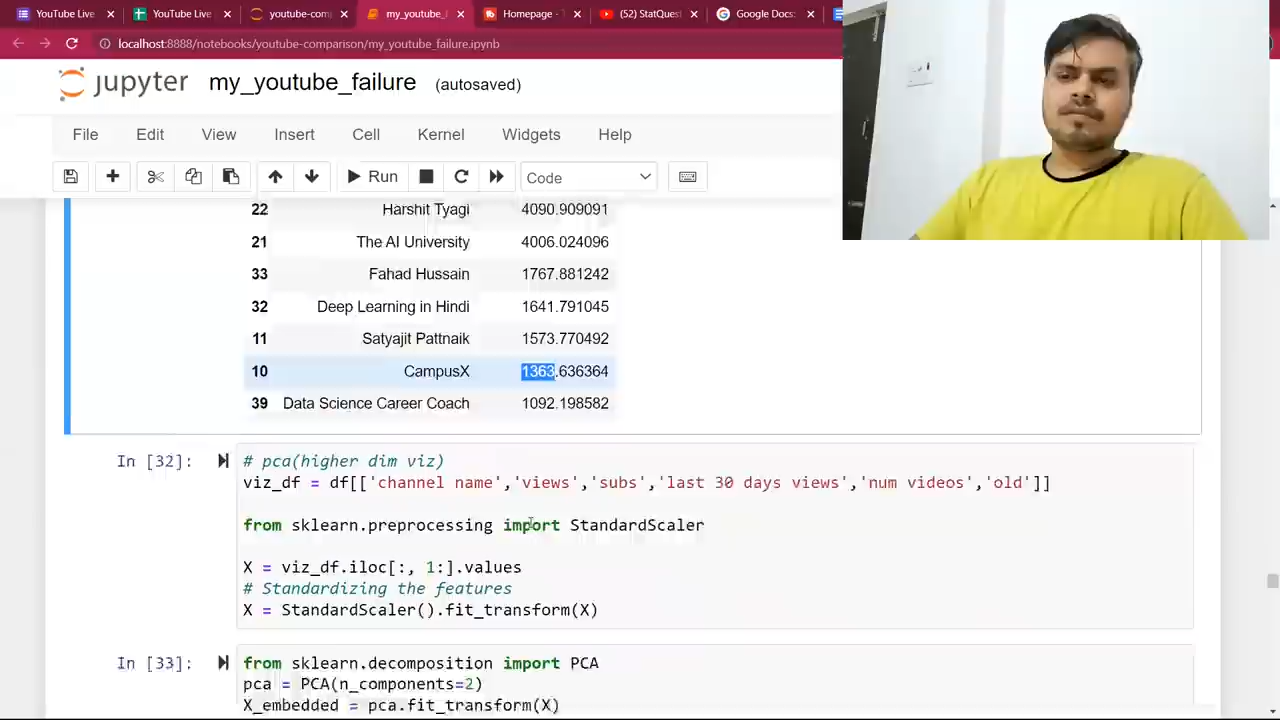 YouTube Live
YouTube Live
youtube-com
my_youtube_
Homepage -
(52) StatQues
Google Docs:
localhost:8888/notebooks/youtube-comparison/my_youtube_failure.ipynb
jupyter my_youtube_failure (autosaved)
File Edit View Insert Cell Kernel Widgets Help
Run Code
22 Harshit Tyagi 4090.909091
21 The AI University 4006.024096
33 Fahad Hussain 1767.881242
32 Deep Learning in Hindi 1641.791045
11 Satyajit Pattnaik 1573.770492
10 CampusX 1363.636364
39 Data Science Career Coach 1092.198582
In [32]: # pca(higher dim viz)
viz_df = df[['channel name','views','subs','last 30 days views','num videos','old']]
from sklearn.preprocessing import StandardScaler
X = viz_df.iloc[:, 1:].values
# Standardizing the features
X = StandardScaler().fit_transform(X)
In [33]: from sklearn.decomposition import PCA
pca = PCA(n_components=2)
X_embedded = pca.fit_transform(X)